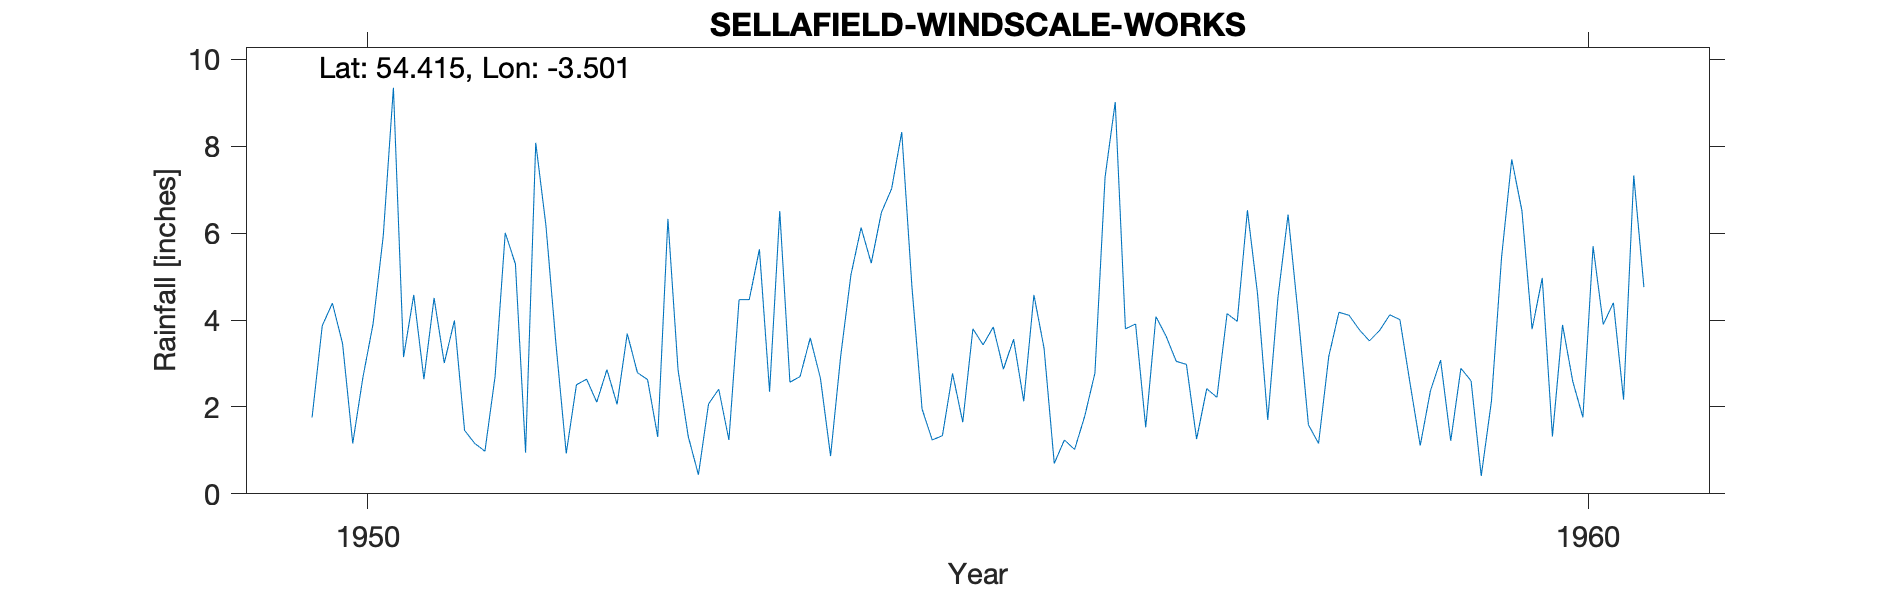 SELLAFIELD-WINDSCALE-WORKS
Lat: 54.415, Lon: -3.501
Rainfall [inches]
10
8
6
4
2
0
1950
1960
Year